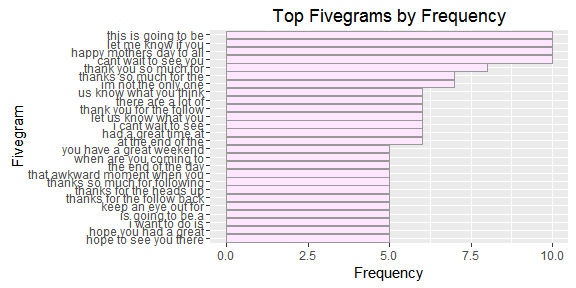 Top Fivegrams by Frequency
this is going to be
let me know if you
happy mothers day to all
cant wait to see you
thank you so much for
thanks so much for the
im not the only one
us know what you think
there are a lot of
thank you for the follow
let us know what you
i cant wait to see
had a great time at
at the end of the
you have a great weekend
when are you coming to
the end of the day
that awkward moment when you
thanks so much for following
thanks for the heads up
thanks for the follow back
keep an eye out for
is going to be a
i want to do is
hope you had a great
hope to see you there
Fivegram
0.0 2.5 5.0 7.5 10.0
Frequency